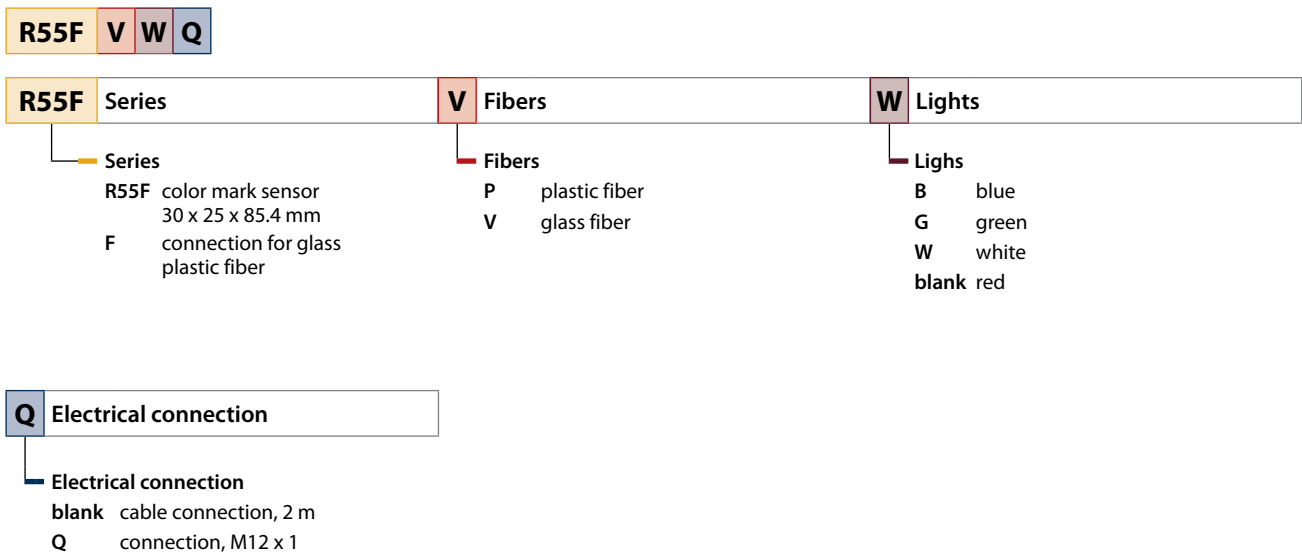 R55F V W Q
R55F Series
V Fibers
W Lights
Series
R55F color mark sensor
30 x 25 x 85.4 mm
F connection for glass
plastic fiber
Fibers
P plastic fiber
V glass fiber
Lighs
B blue
G green
W white
blank red
Q Electrical connection
Electrical connection
blank cable connection, 2 m
Q connection, M12 x 1